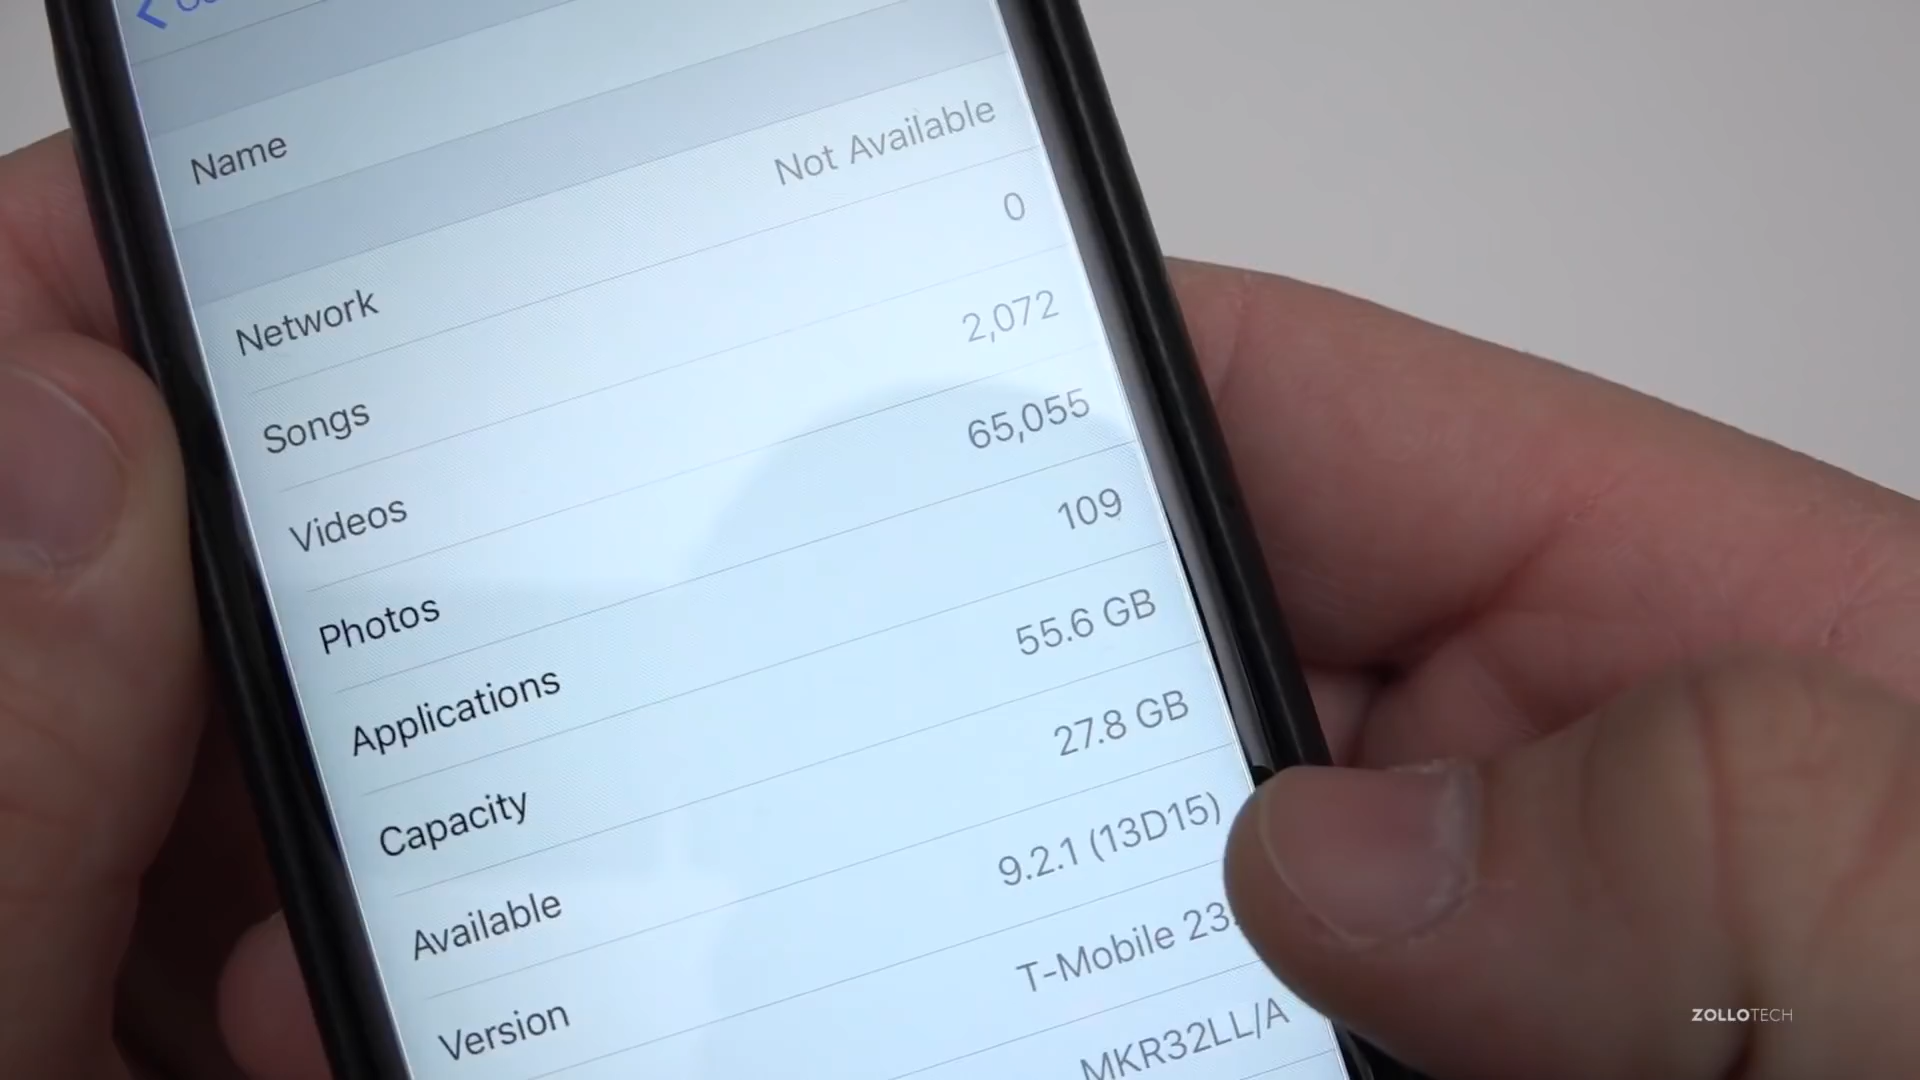 Name
Network Not Available
Songs 0
Videos 2,072
Photos 65,055
Applications 109
Capacity 55.6 GB
Available 27.8 GB
Version 9.2.1 (13D15)
T-Mobile 23.
MKR32LL/A
ZOLLOTECH